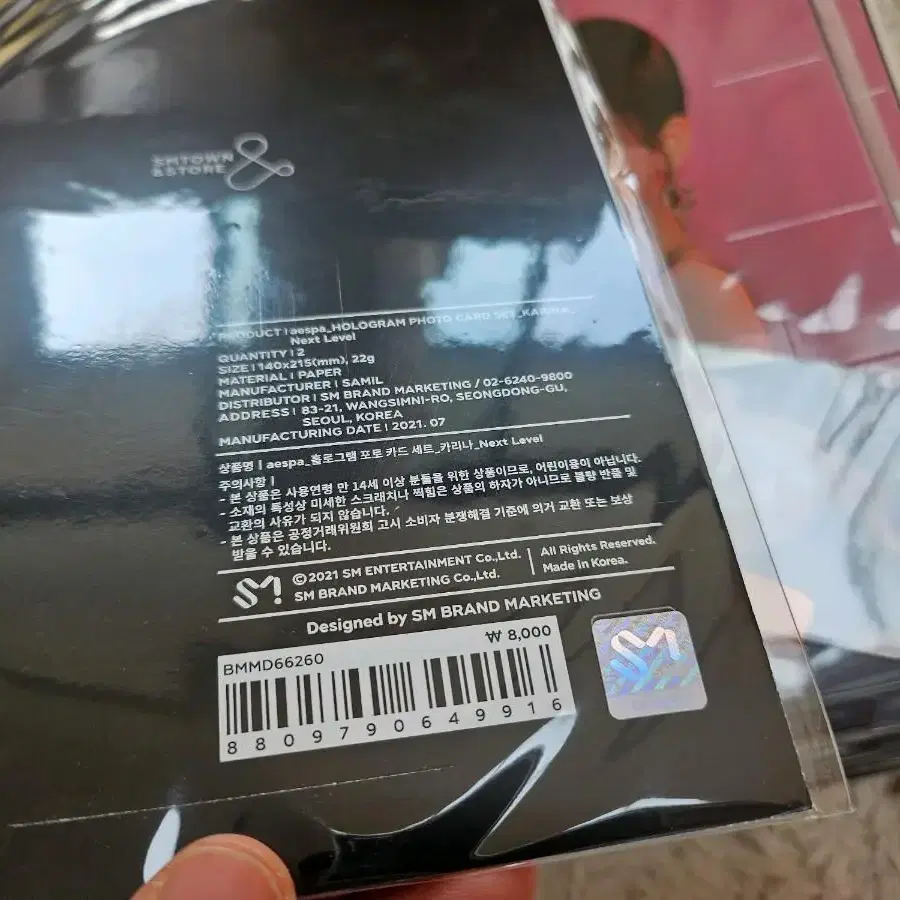 SMTOWN
&STORE
&
PRODUCT | aespa_HOLOGRAM PHOTO CARD SET_KARINA_
Next Level
QUANTITY | 2
SIZE | 140x215(mm), 22g
MATERIAL | PAPER
MANUFACTURER | SAMIL
DISTRIBUTOR | SM BRAND MARKETING / 02-6240-9800
ADDRESS | 83-21, WANGSIMNI-RO, SEONGDONG-GU,
SEOUL, KOREA
MANUFACTURING DATE | 2021. 07
상품명 | aespa_홀로그램 포토 카드 세트_카리나_Next Level
주의사항 |
- 본 상품은 사용연령 만 14세 이상 분들을 위한 상품이므로, 어린이용이 아닙니다.
- 소재의 특성상 미세한 스크래치나 찍힘은 상품의 하자가 아니므로 불량 반품 및
교환의 사유가 되지 않습니다.
- 본 상품은 공정거래위원회 고시 소비자 분쟁해결 기준에 의거 교환 또는 보상
받을 수 있습니다.
SM ©2021 SM ENTERTAINMENT Co.,Ltd. | All Rights Reserved.
SM BRAND MARKETING Co.,Ltd. | Made in Korea.
Designed by SM BRAND MARKETING
BMMD66260 ₩ 8,000
8809790649916
SM